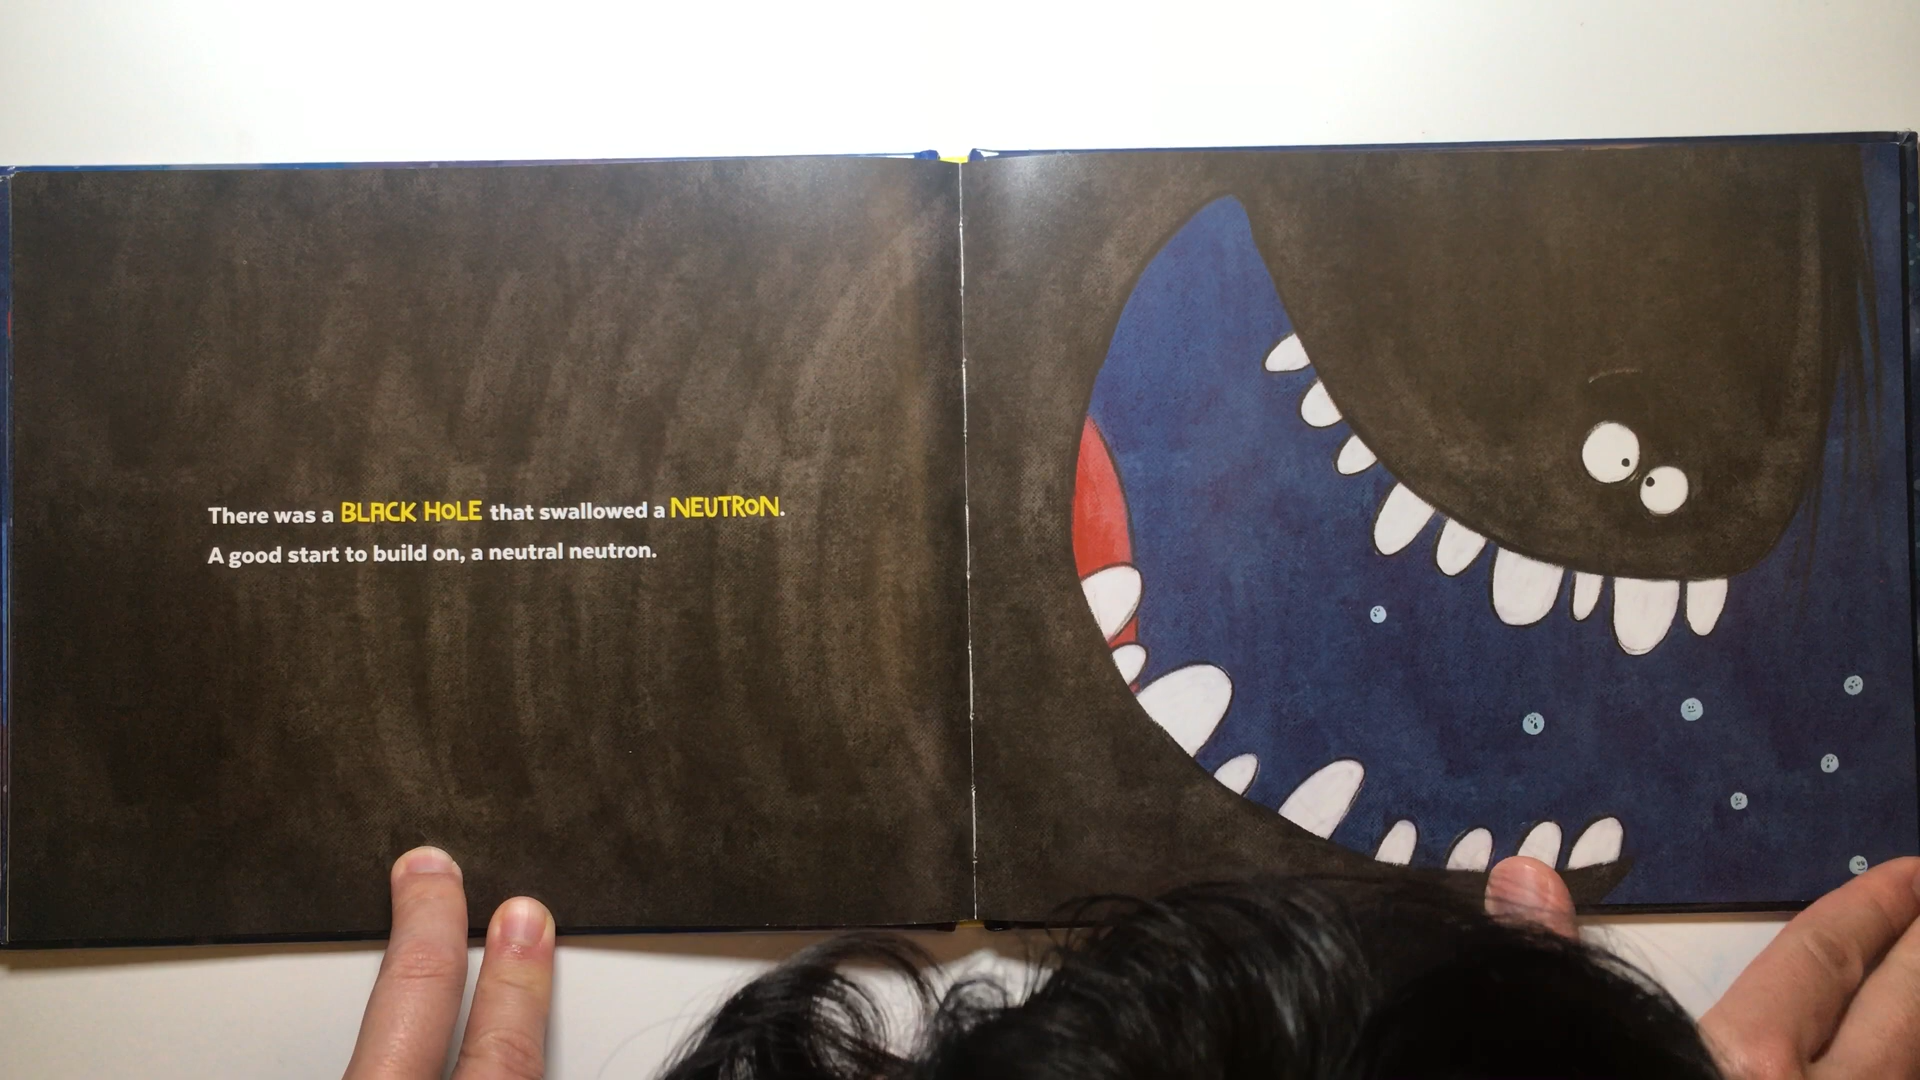 There was a BLACK HOLE that swallowed a NEUTRON.
A good start to build on, a neutral neutron.